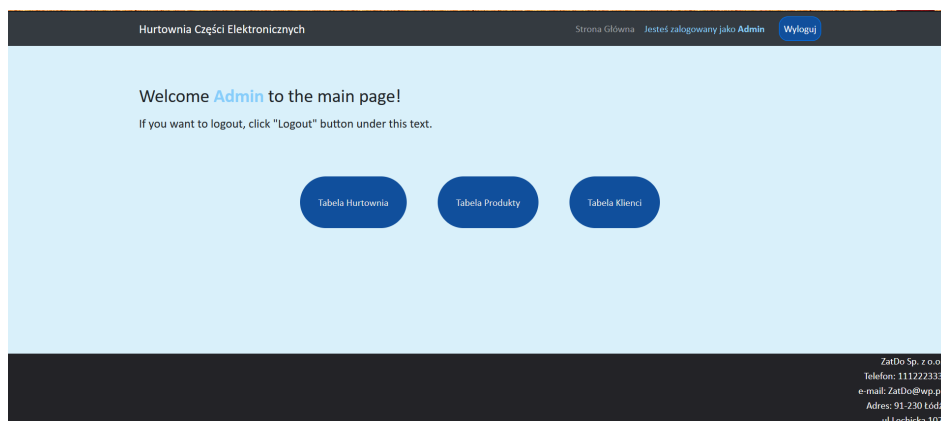 Hurtownia Części Elektronicznych
Strona Główna Jesteś zalogowany jako Admin Wyloguj
Welcome Admin to the main page!
If you want to logout, click "Logout" button under this text.
Tabela Hurtownia Tabela Produkty Tabela Klienci
ZatDo Sp. z o.o
Telefon: 111222333
e-mail: ZatDo@wp.p
Adres: 91-230 Łódź
ul Lechicka